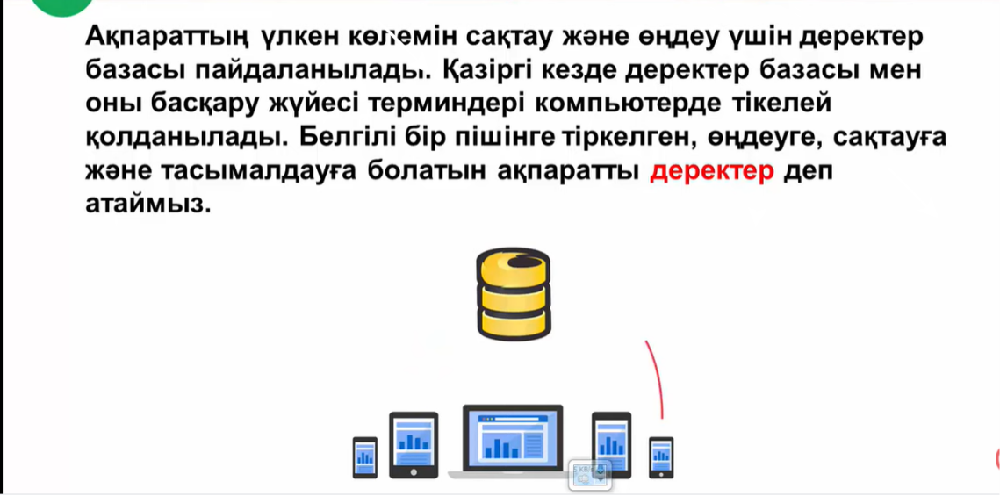 Ақпараттың үлкен көлемін сақтау және өңдеу үшін деректер
базасы пайдаланылады. Қазіргі кезде деректер базасы мен
оны басқару жүйесі терминдері компьютерде тікелей
қолданылады. Белгілі бір пішінге тіркелген, өңдеуге, сақтауға
және тасымалдауға болатын ақпаратты деректер деп
атаймыз.